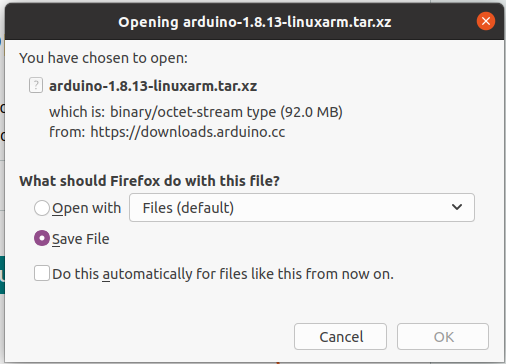 Opening arduino-1.8.13-linuxarm.tar.xz
You have chosen to open:
arduino-1.8.13-linuxarm.tar.xz
which is: binary/octet-stream type (92.0 MB)
from: https://downloads.arduino.cc
What should Firefox do with this file?
Open with Files (default)
Save File
Do this automatically for files like this from now on.
Cancel OK